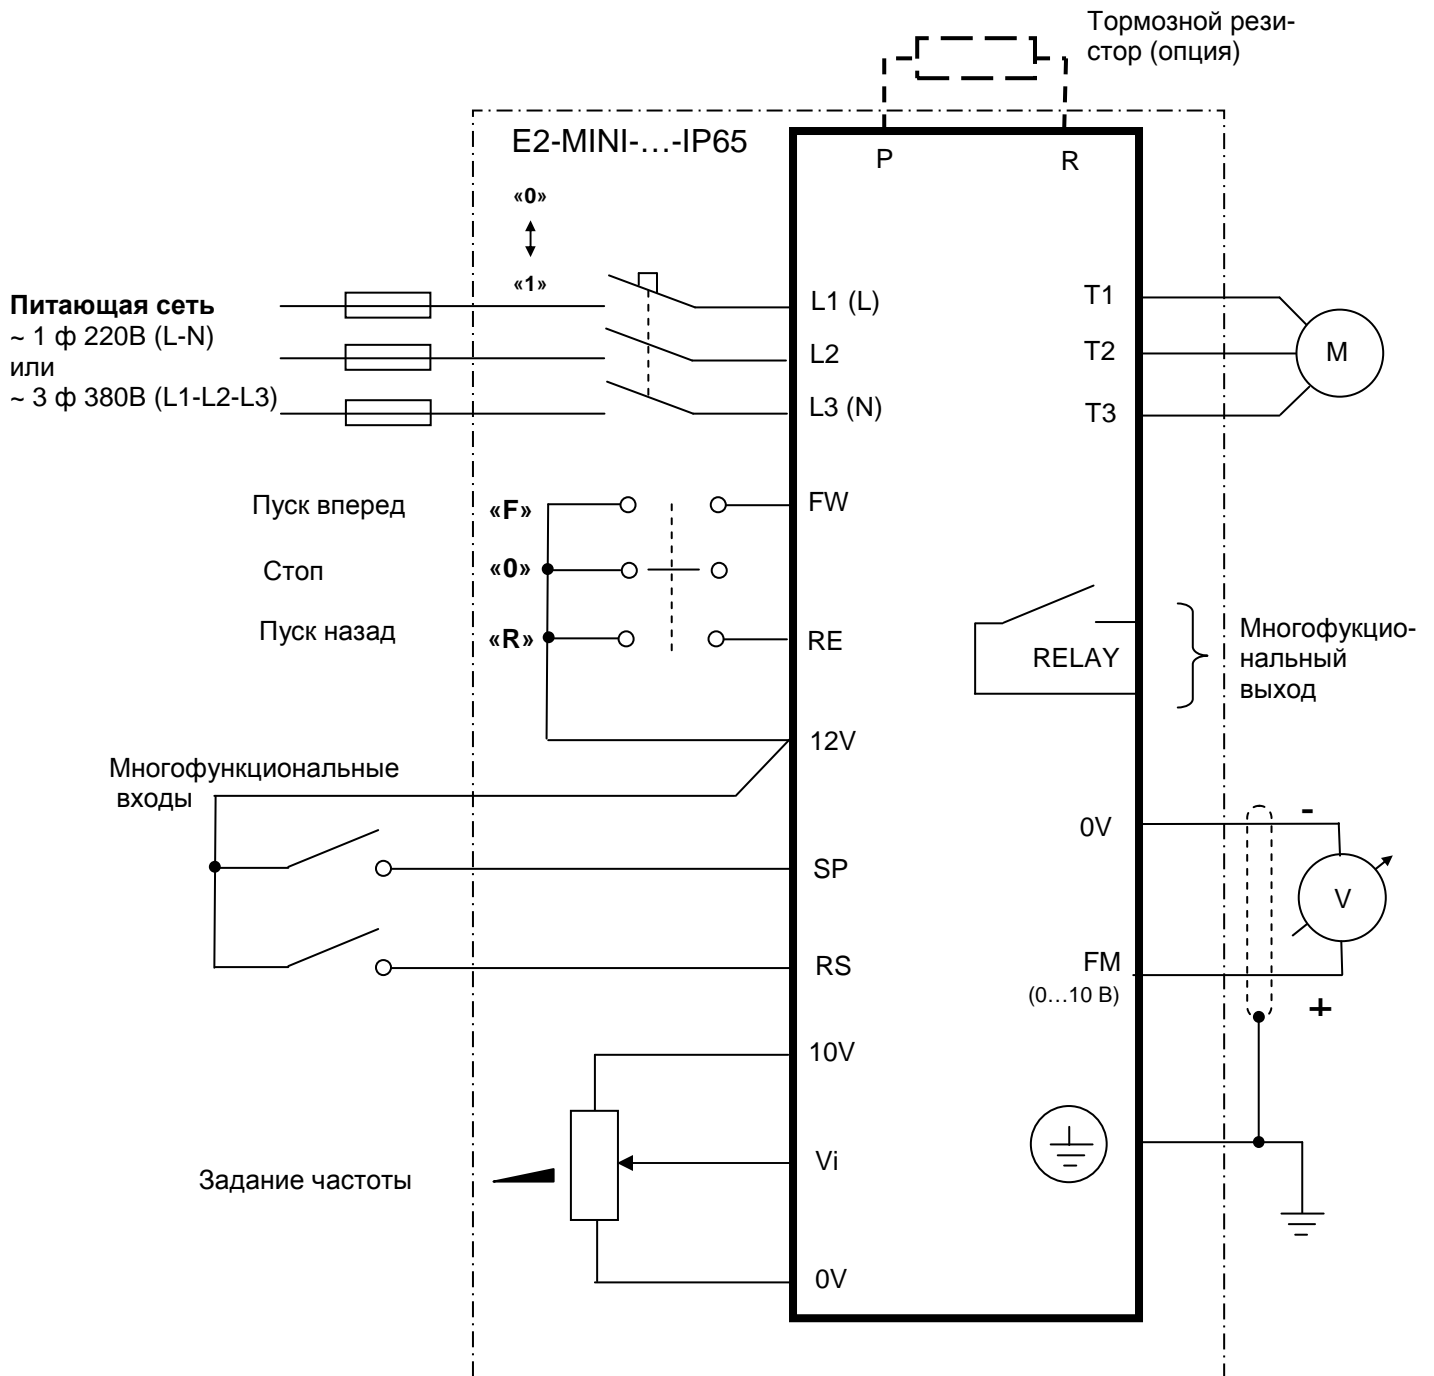 Тормозной рези-
стор (опция)
E2-MINI-…-IP65
P
R
«0»
«1»
Питающая сеть
~ 1 ф 220В (L-N)
или
~ 3 ф 380В (L1-L2-L3)
L1 (L)
L2
L3 (N)
T1
T2
T3
M
Пуск вперед
«F»
FW
Стоп
«0»
Пуск назад
«R»
RE
RELAY
Многофукцио-
нальный
выход
12V
Многофункциональные
входы
SP
RS
0V
-
V
FM
(0…10 В)
+
10V
Задание частоты
Vi
0V